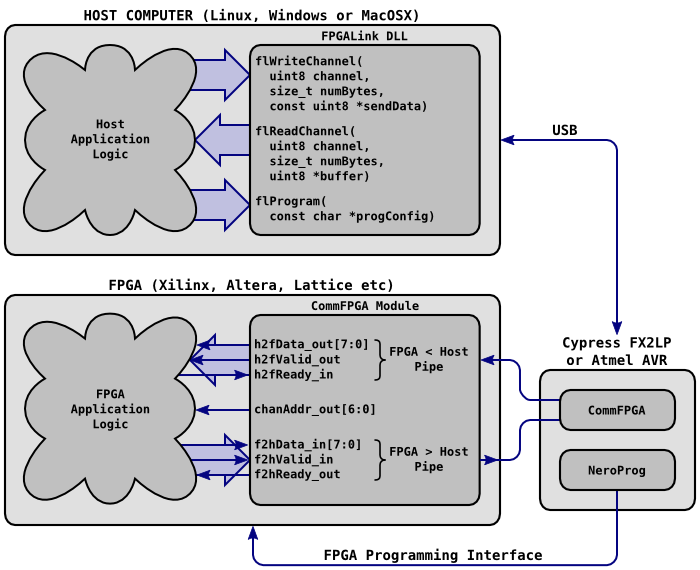 HOST COMPUTER (Linux, Windows or MacOSX)
FPGALink DLL
Host
Application
Logic
flWriteChannel(
uint8 channel,
size_t numBytes,
const uint8 *sendData)
flReadChannel(
uint8 channel,
size_t numBytes,
uint8 *buffer)
flProgram(
const char *progConfig)
USB
FPGA (Xilinx, Altera, Lattice etc)
CommFPGA Module
FPGA
Application
Logic
h2fData_out[7:0]
h2fValid_out
h2fReady_in
FPGA < Host
Pipe
chanAddr_out[6:0]
f2hData_in[7:0]
f2hValid_in
f2hReady_out
FPGA > Host
Pipe
Cypress FX2LP
or Atmel AVR
CommFPGA
NeroProg
FPGA Programming Interface